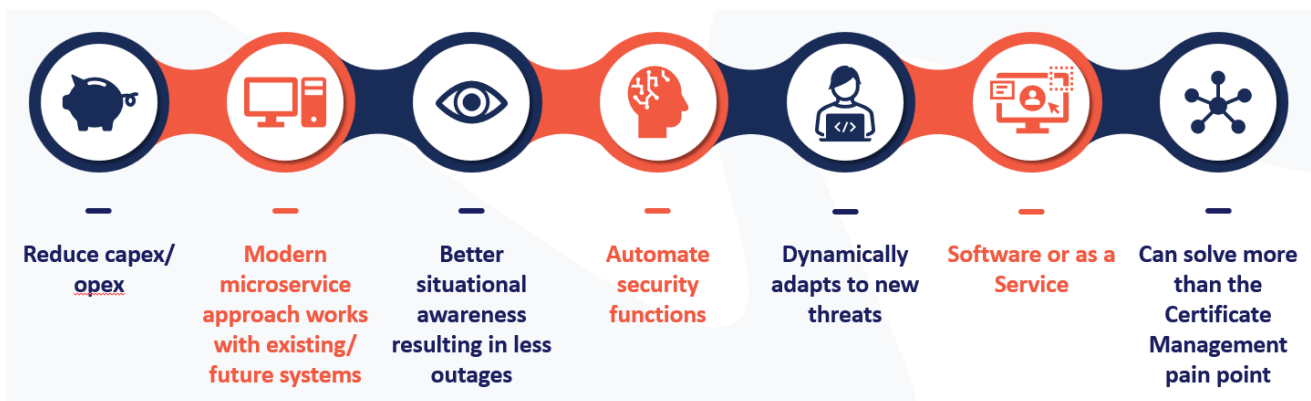 </>
Reduce capex/
opex
Modern
microservice
approach works
with existing/
future systems
Better
situational
awareness
resulting in less
outages
Automate
security
functions
Dynamically
adapts to new
threats
Software or as a
Service
Can solve more
than the
Certificate
Management
pain point